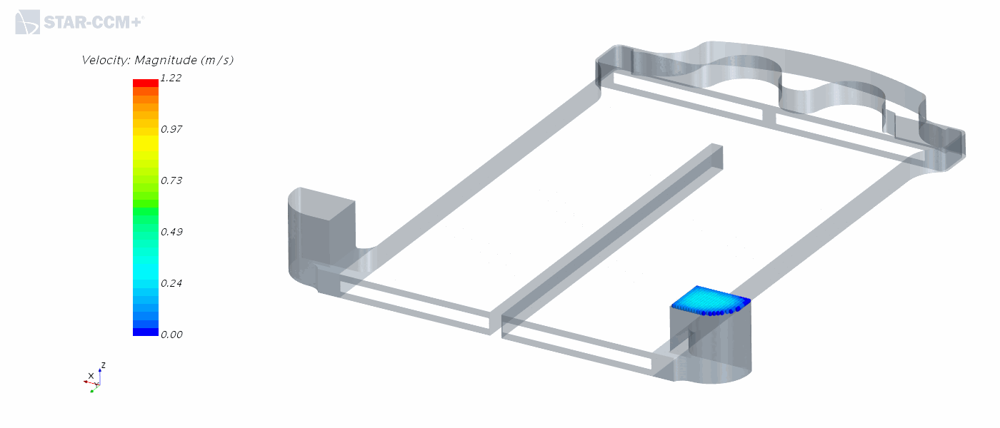 STAR-CCM+
Velocity: Magnitude (m/s)
1.22
0.97
0.73
0.49
0.24
0.00
Z
X
Y